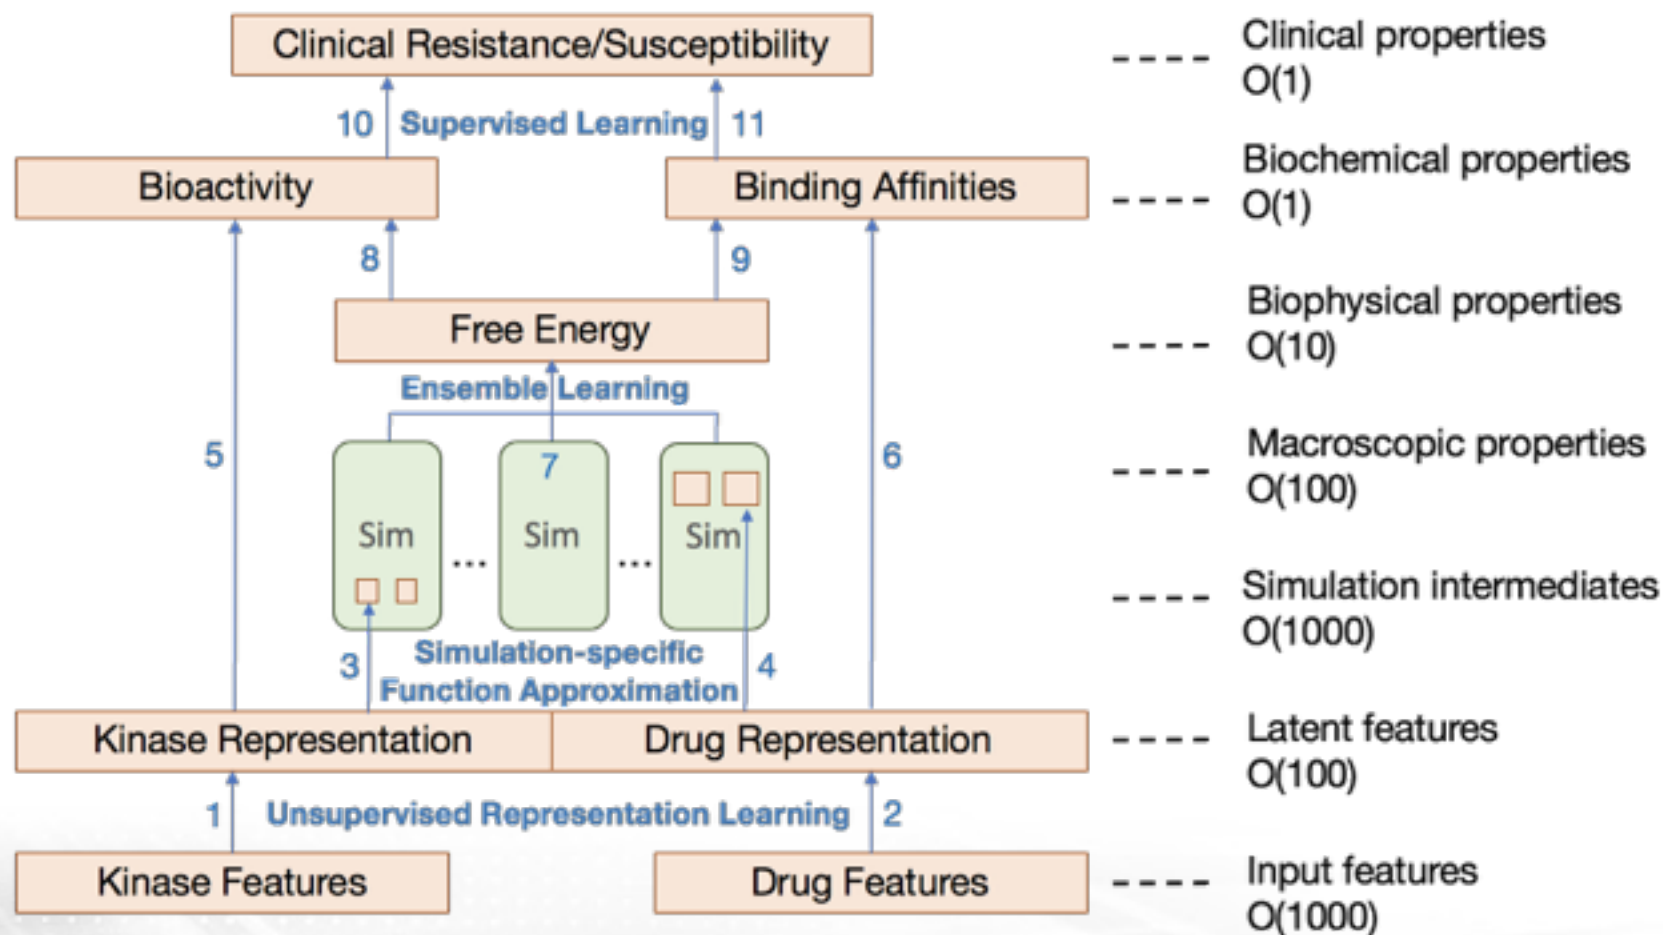 Clinical Resistance/Susceptibility
Clinical properties
O(1)
10 Supervised Learning 11
Bioactivity
Binding Affinities
Biochemical properties
O(1)
8
9
Free Energy
Biophysical properties
O(10)
Ensemble Learning
5
7
6
Macroscopic properties
O(100)
Sim
...
Sim
...
Sim
Simulation intermediates
O(1000)
3
Simulation-specific
Function Approximation
4
Kinase Representation
Drug Representation
Latent features
O(100)
1
Unsupervised Representation Learning
2
Kinase Features
Drug Features
Input features
O(1000)